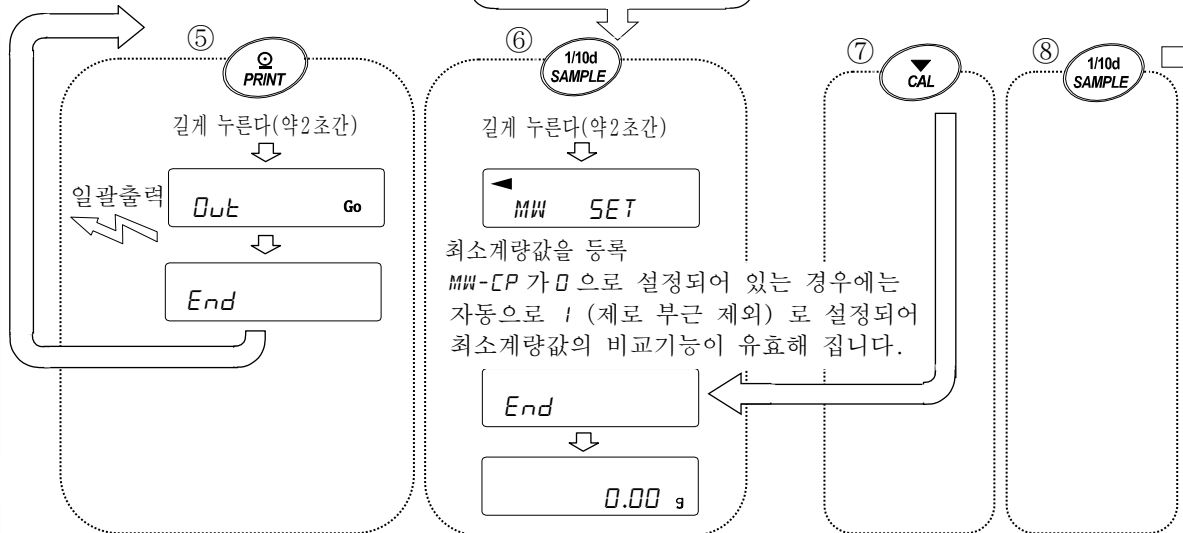 ⑤
PRINT
길게 누른다(약2초간)
일괄출력
Out Go
End
⑥
1/10d
SAMPLE
길게 누른다(약2초간)
MW SET
최소계량값을 등록
MW-CP 가 0 으로 설정되어 있는 경우에는
자동으로 1 (제로 부근 제외) 로 설정되어
최소계량값의 비교기능이 유효해 집니다.
End
0.00 g
⑦
CAL
⑧
1/10d
SAMPLE